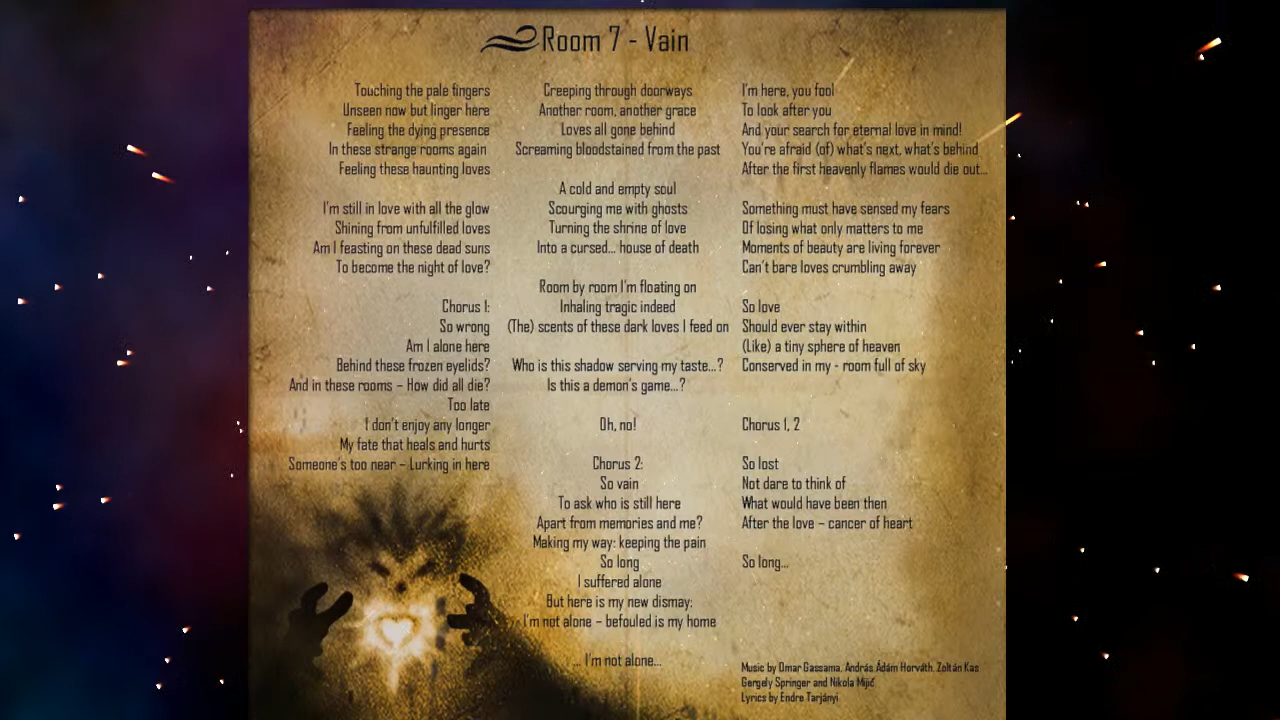 Room 7 - Vain
Touching the pale fingers
Unseen now but linger here
Feeling the dying presence
In these strange rooms again
Feeling these haunting loves
I'm still in love with all the glow
Shining from unfulfilled loves
Am I feasting on these dead suns
To become the night of love?
Chorus 1:
So wrong
Am I alone here
Behind these frozen eyelids?
And in these rooms – How did all die?
Too late
I don't enjoy any longer
My fate that heals and hurts
Someone's too near – Lurking in here
Creeping through doorways
Another room, another grace
Loves all gone behind
Screaming bloodstained from the past
A cold and empty soul
Scourging me with ghosts
Turning the shrine of love
Into a cursed... house of death
Room by room I'm floating on
Inhaling tragic indeed
(The) scents of these dark loves I feed on
Who is this shadow serving my taste...?
Is this a demon's game...?
Oh, no!
Chorus 2:
So vain
To ask who is still here
Apart from memories and me?
Making my way: keeping the pain
So long
I suffered alone
But here is my new dismay:
I'm not alone – befouled is my home
... I'm not alone...
I'm here, you fool
To look after you
And your search for eternal love in mind!
You're afraid (of) what's next, what's behind
After the first heavenly flames would die out...
Something must have sensed my fears
Of losing what only matters to me
Moments of beauty are living forever
Can't bare loves crumbling away
So love
Should ever stay within
(Like) a tiny sphere of heaven
Conserved in my - room full of sky
Chorus 1, 2
So lost
Not dare to think of
What would have been then
After the love – cancer of heart
So long...
Music by Omar Gassama, András Ádám Horváth, Zoltán Kas
Gergely Springer and Nikola Mijić
Lyrics by Endre Tarjányi